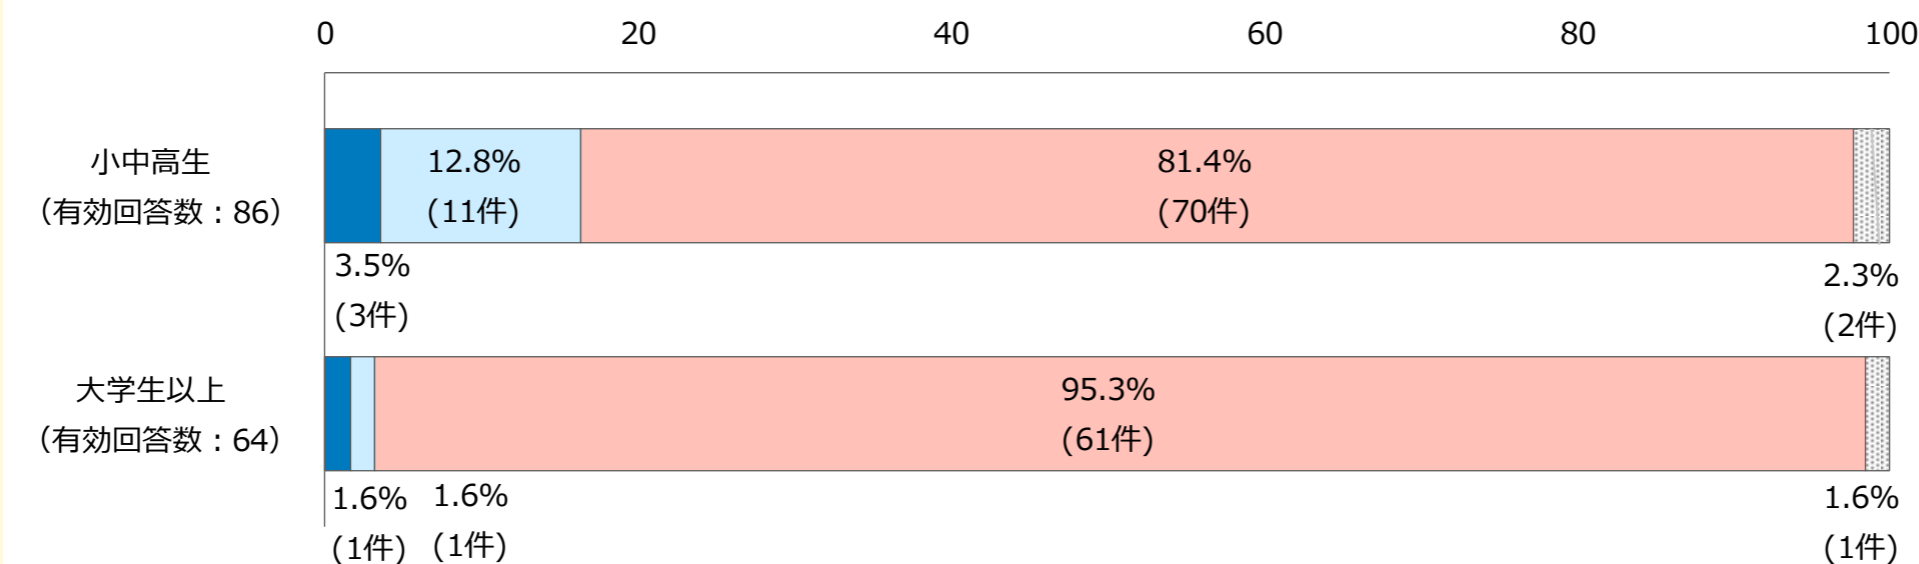 0 20 40 60 80 100
小中高生
（有効回答数：86）
12.8%
(11件)
81.4%
(70件)
3.5%
(3件)
2.3%
(2件)
大学生以上
（有効回答数：64）
95.3%
(61件)
1.6%
(1件)
1.6%
(1件)
1.6%
(1件)